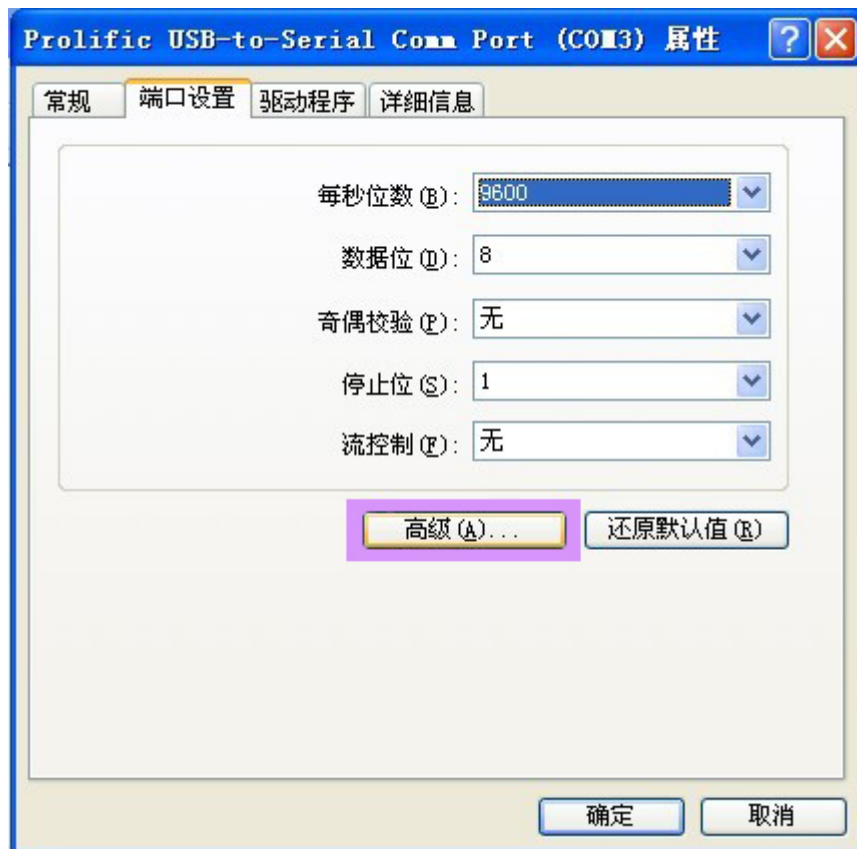 Prolific USB-to-Serial Comm Port (COM3) 属性
常规 端口设置 驱动程序 详细信息
每秒位数(B): 9600
数据位(D): 8
奇偶校验(P): 无
停止位(S): 1
流控制(F): 无
高级(A)... 还原默认值(R)
确定 取消